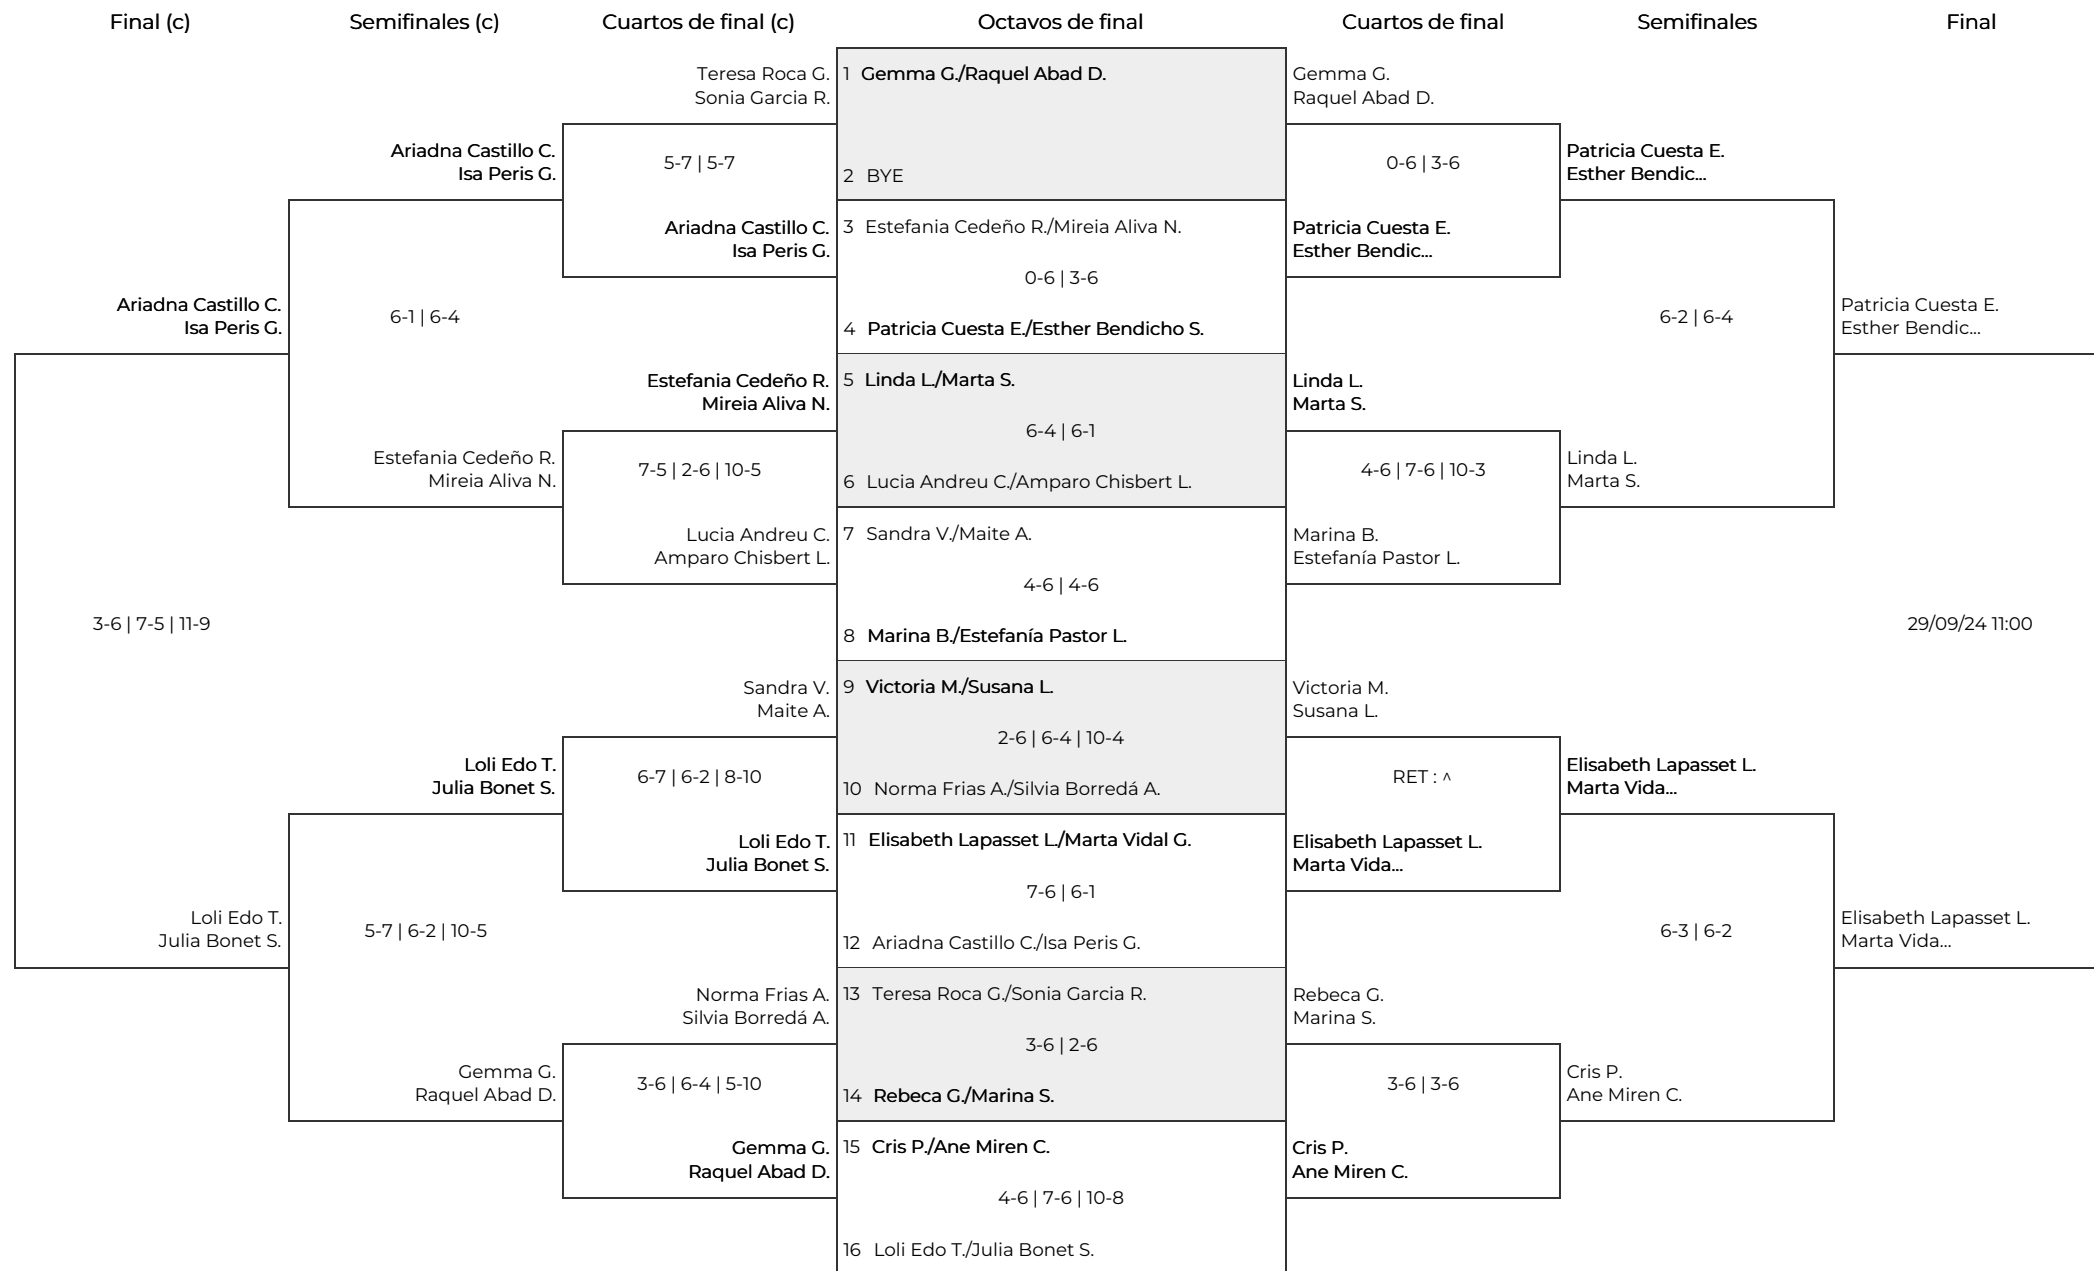 Final (c)
Semifinales (c)
Cuartos de final (c)
Octavos de final
Cuartos de final
Semifinales
Final
Ariadna Castillo C.
Isa Peris G.
3-6 | 7-5 | 11-9
Loli Edo T.
Julia Bonet S.
Ariadna Castillo C.
Isa Peris G.
6-1 | 6-4
Estefania Cedeño R.
Mireia Aliva N.
Loli Edo T.
Julia Bonet S.
5-7 | 6-2 | 10-5
Gemma G.
Raquel Abad D.
Teresa Roca G.
Sonia Garcia R.
5-7 | 5-7
Ariadna Castillo C.
Isa Peris G.
Estefania Cedeño R.
Mireia Aliva N.
7-5 | 2-6 | 10-5
Lucia Andreu C.
Amparo Chisbert L.
Sandra V.
Maite A.
6-7 | 6-2 | 8-10
Loli Edo T.
Julia Bonet S.
Norma Frias A.
Silvia Borredá A.
3-6 | 6-4 | 5-10
Gemma G.
Raquel Abad D.
1 Gemma G./Raquel Abad D.
2 BYE
3 Estefania Cedeño R./Mireia Aliva N.
0-6 | 3-6
4 Patricia Cuesta E./Esther Bendicho S.
5 Linda L./Marta S.
6-4 | 6-1
6 Lucia Andreu C./Amparo Chisbert L.
7 Sandra V./Maite A.
4-6 | 4-6
8 Marina B./Estefanía Pastor L.
9 Victoria M./Susana L.
2-6 | 6-4 | 10-4
10 Norma Frias A./Silvia Borredá A.
11 Elisabeth Lapasset L./Marta Vidal G.
7-6 | 6-1
12 Ariadna Castillo C./Isa Peris G.
13 Teresa Roca G./Sonia Garcia R.
3-6 | 2-6
14 Rebeca G./Marina S.
15 Cris P./Ane Miren C.
4-6 | 7-6 | 10-8
16 Loli Edo T./Julia Bonet S.
Gemma G.
Raquel Abad D.
0-6 | 3-6
Patricia Cuesta E.
Esther Bendic...
Linda L.
Marta S.
4-6 | 7-6 | 10-3
Marina B.
Estefanía Pastor L.
Victoria M.
Susana L.
RET : ^
Elisabeth Lapasset L.
Marta Vida...
Rebeca G.
Marina S.
3-6 | 3-6
Cris P.
Ane Miren C.
Patricia Cuesta E.
Esther Bendic...
6-2 | 6-4
Linda L.
Marta S.
Elisabeth Lapasset L.
Marta Vida...
6-3 | 6-2
Cris P.
Ane Miren C.
Patricia Cuesta E.
Esther Bendic...
29/09/24 11:00
Elisabeth Lapasset L.
Marta Vida...